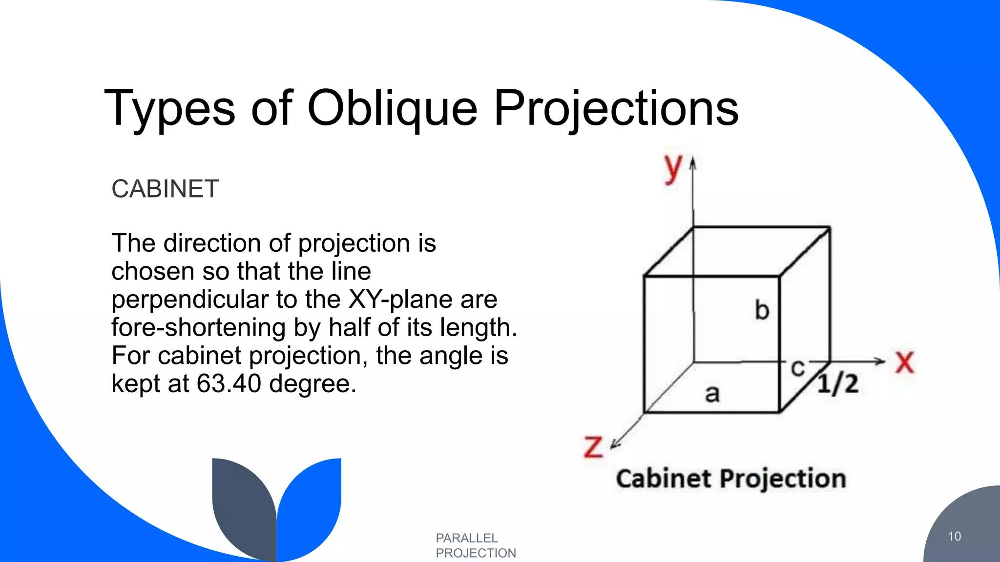 Types of Oblique Projections
CABINET
The direction of projection is
chosen so that the line
perpendicular to the XY-plane are
fore-shortening by half of its length.
For cabinet projection, the angle is
kept at 63.40 degree.
y
b
x
c
1/2
a
z
Cabinet Projection
PARALLEL
PROJECTION
10